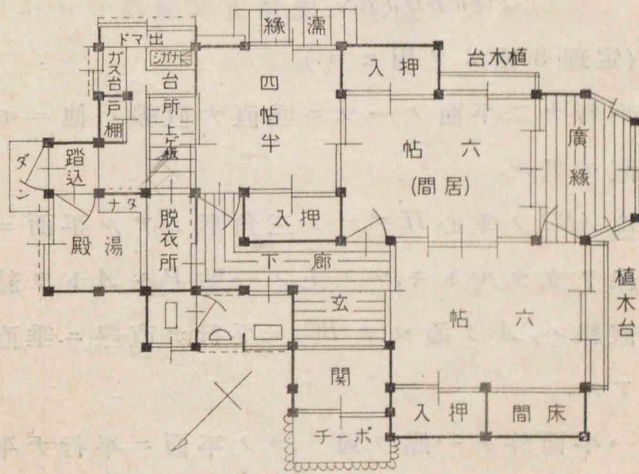 濡縁
出マド
ナガシ
ガス台
戸棚
台所
上ゲ板
四帖半
押入
植木台
六帖
(居間)
廣縁
踏込
タナ
湯殿
脱衣所
押入
廊下
玄関
六帖
植木台
押入
床間
ポーチ